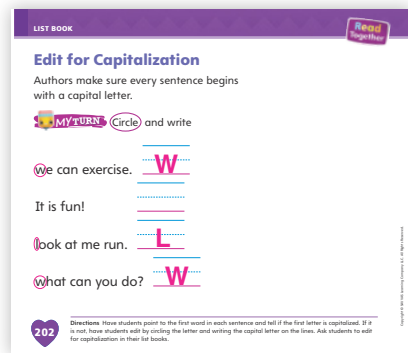 LIST BOOK
Read
Together
Edit for Capitalization
Authors make sure every sentence begins
with a capital letter.
MY TURN Circle and write
we can exercise. W
It is fun!
look at me run. L
what can you do? W
202
Directions Have students point to the first word in each sentence and tell if the first letter is capitalized. If it
is not, have students edit by circling the letter and writing the capital letter on the lines. Ask students to edit
for capitalization in their list books.